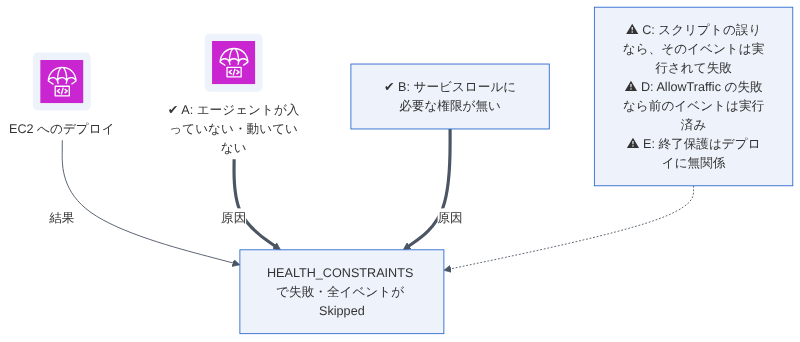 EC2 へのデプロイ
✔ A: エージェントが入
っていない・動いてい
ない
✔ B: サービスロールに
必要な権限が無い
⚠ C: スクリプトの誤り
なら、そのイベントは実
行されて失敗
⚠ D: AllowTraffic の失敗
なら前のイベントは実行
済み
⚠ E: 終了保護はデプロ
イに無関係
結果
原因
原因
HEALTH_CONSTRAINTS
で失敗・全イベントが
Skipped